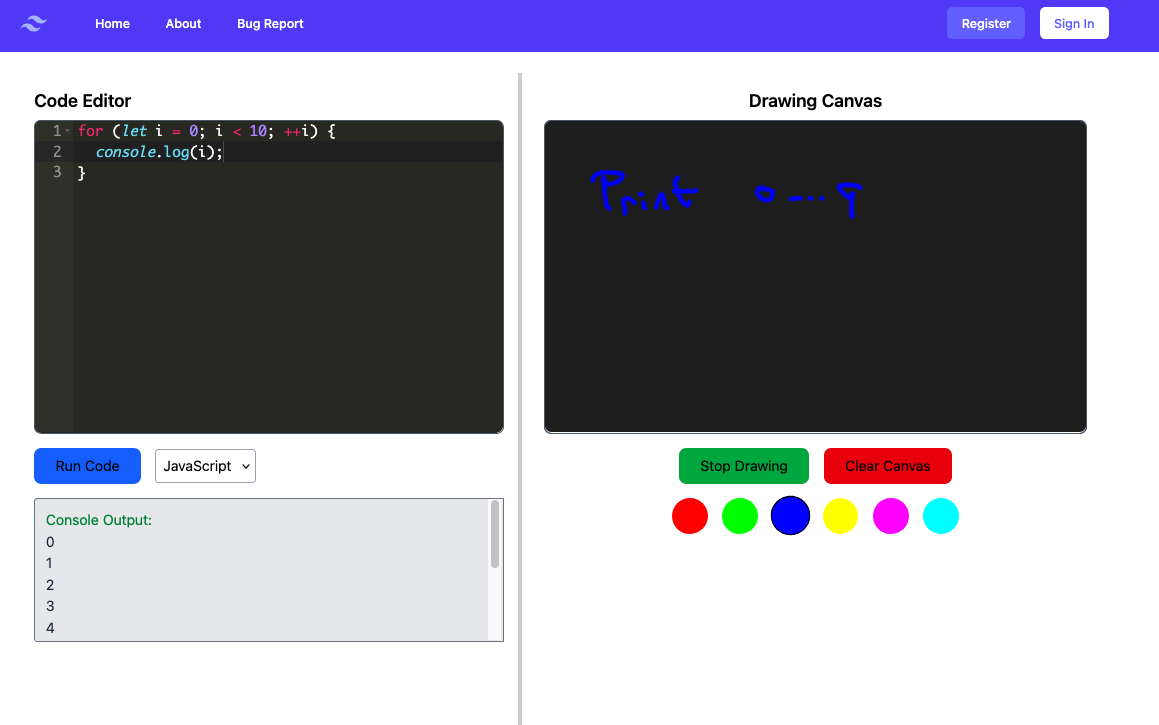 Home About Bug Report Register Sign In
Code Editor
1 for (let i = 0; i < 10; ++i) {
2 console.log(i);
3 }
Run Code JavaScript
Console Output:
0
1
2
3
4
Drawing Canvas
Print 0 ... 9
Stop Drawing Clear Canvas